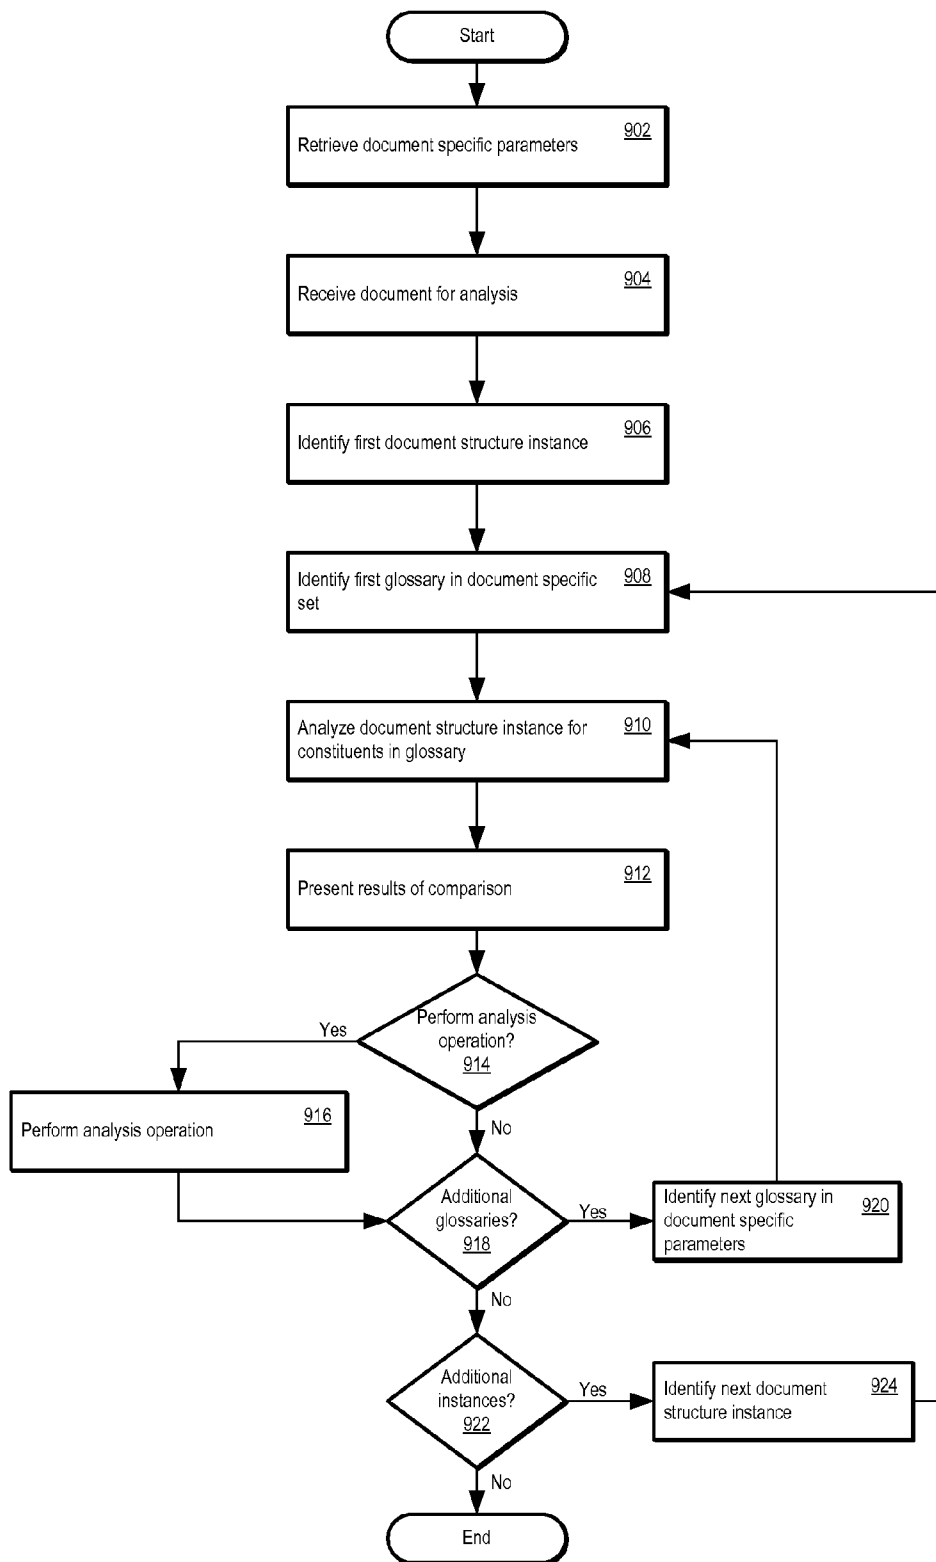 Start
902
Retrieve document specific parameters
904
Receive document for analysis
906
Identify first document structure instance
908
Identify first glossary in document specific
set
910
Analyze document structure instance for
constituents in glossary
912
Present results of comparison
Perform analysis
operation?
914
Yes
No
916
Perform analysis operation
Additional
glossaries?
918
Yes
No
Identify next glossary in
document specific
parameters
920
Additional
instances?
922
Yes
No
Identify next document
structure instance
924
End